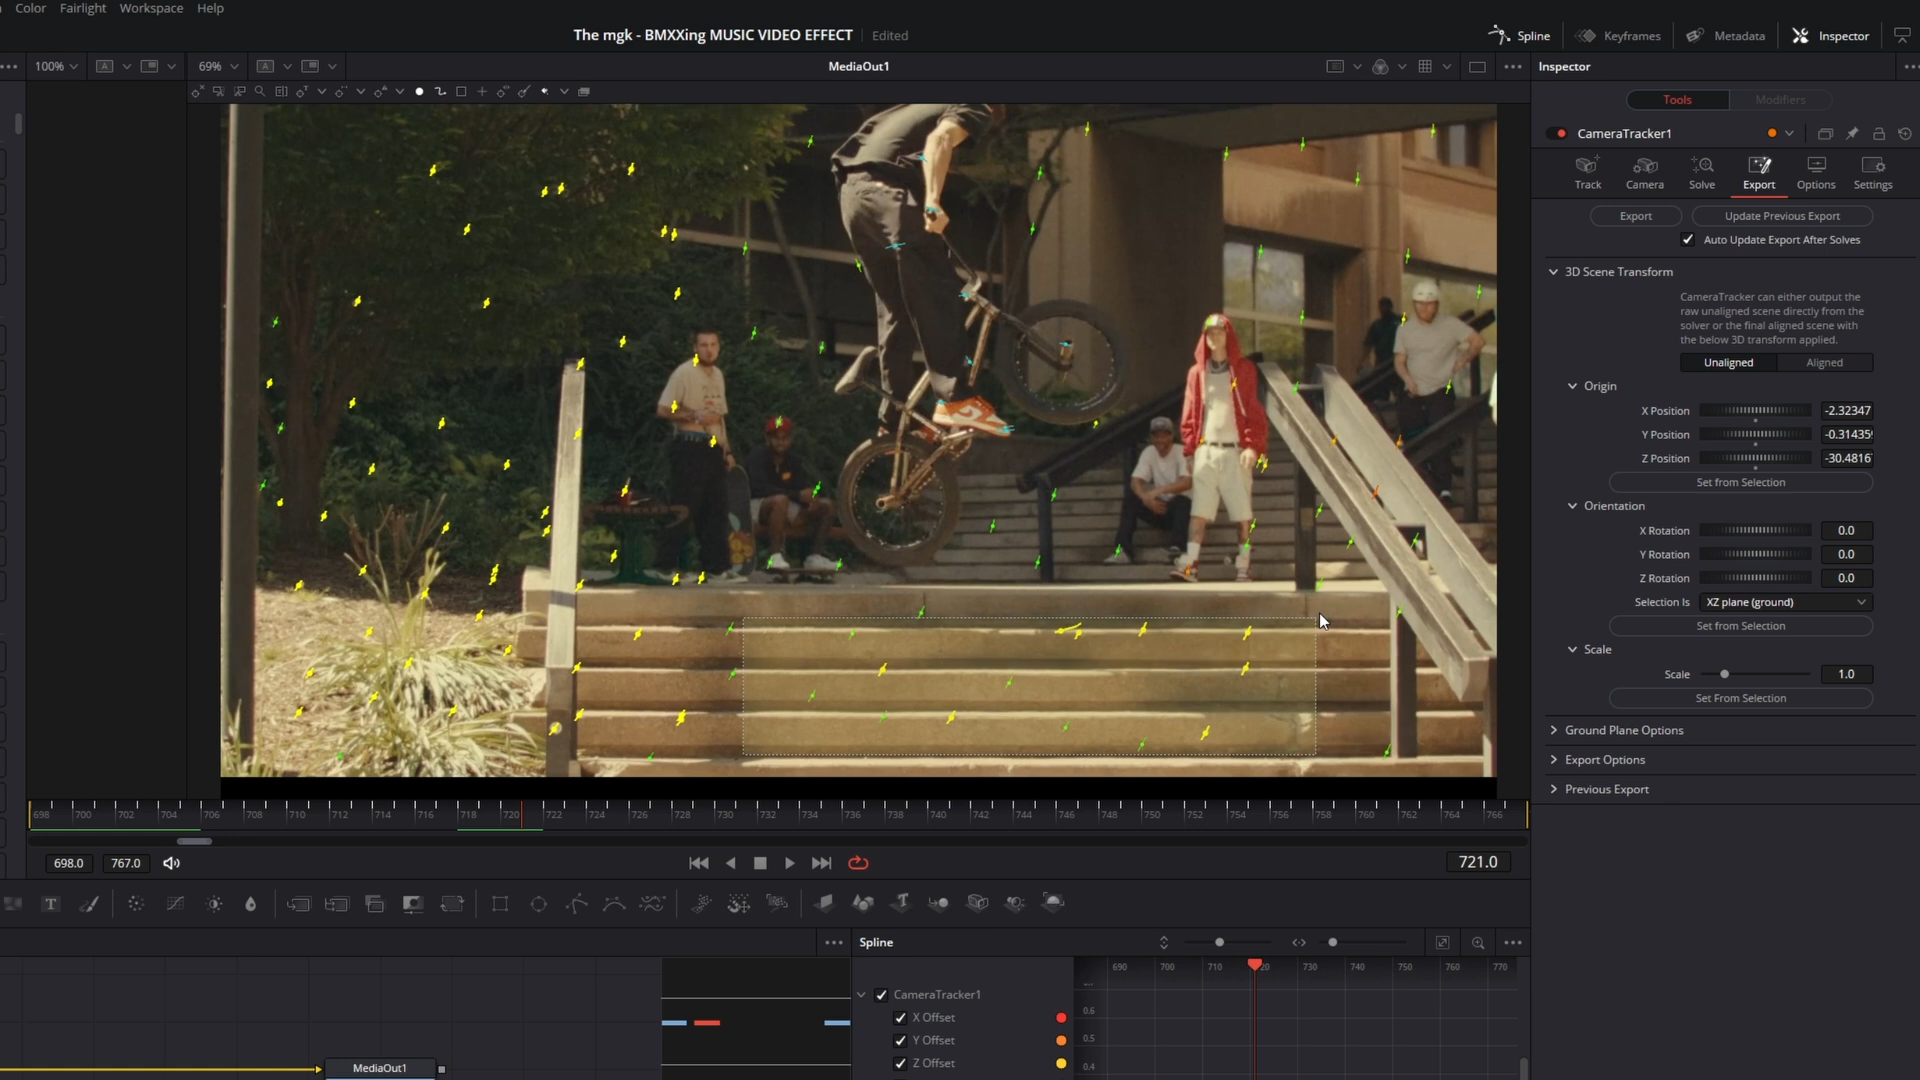 Color Fairlight Workspace Help
The mgk - BMXXing MUSIC VIDEO EFFECT Edited
Spline Keyframes Metadata Inspector
100% A 69% A MediaOut1 Inspector
Tools Modifiers
CameraTracker1
Track Camera Solve Export Options Settings
Export Update Previous Export
Auto Update Export After Solves
3D Scene Transform
CameraTracker can either output the
raw unaligned scene directly from the
solver or the final aligned scene with
the below 3D transform applied.
Unaligned Aligned
Origin
X Position -2.32347
Y Position -0.31435
Z Position -30.4816
Set from Selection
Orientation
X Rotation 0.0
Y Rotation 0.0
Z Rotation 0.0
Selection Is XZ plane (ground)
Set from Selection
Scale
Scale 1.0
Set From Selection
Ground Plane Options
Export Options
Previous Export
698 700 702 704 706 708 710 712 714 716 718 720 722 724 726 728 730 732 734 736 738 740 742 744 746 748 750 752 754 756 758 760 762 764 766
698.0 767.0 721.0
T T
Spline
690 700 710 20 730 740 750 760 770
CameraTracker1
X Offset
0.6
Y Offset
0.5
Z Offset
0.4
MediaOut1